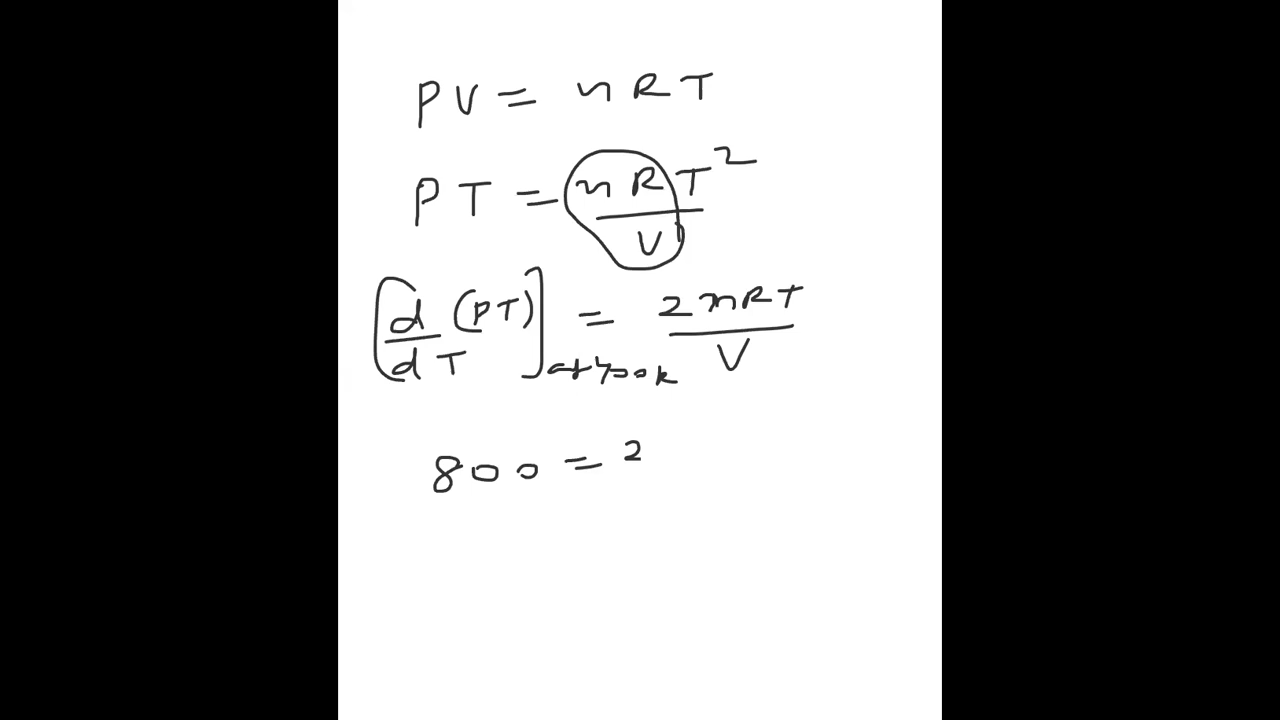 PV = nRT
PT = nRT²/V
[d/dT (PT)] at 400K = 2nRT/V
800 = 2